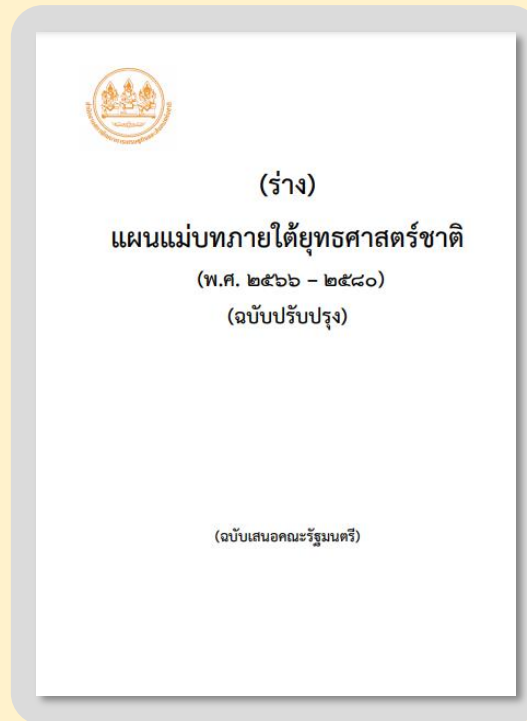 (ร่าง)
แผนแม่บทภายใต้ยุทธศาสตร์ชาติ
(พ.ศ. ๒๕๖๖ – ๒๕๘๐)
(ฉบับปรับปรุง)
(ฉบับเสนอคณะรัฐมนตรี)